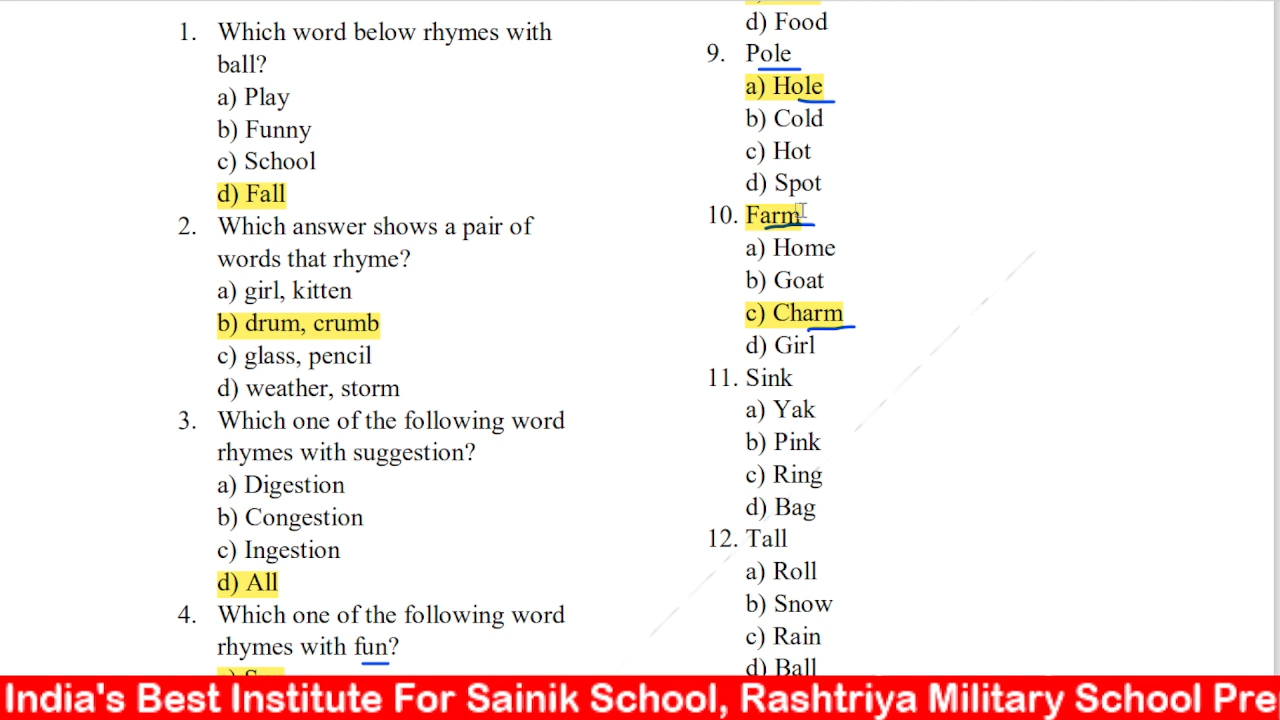 1. Which word below rhymes with
ball?
a) Play
b) Funny
c) School
d) Fall
2. Which answer shows a pair of
words that rhyme?
a) girl, kitten
b) drum, crumb
c) glass, pencil
d) weather, storm
3. Which one of the following word
rhymes with suggestion?
a) Digestion
b) Congestion
c) Ingestion
d) All
4. Which one of the following word
rhymes with fun?
d) Food
9. Pole
a) Hole
b) Cold
c) Hot
d) Spot
10. Farm
a) Home
b) Goat
c) Charm
d) Girl
11. Sink
a) Yak
b) Pink
c) Ring
d) Bag
12. Tall
a) Roll
b) Snow
c) Rain
d) Ball
India's Best Institute For Sainik School, Rashtriya Military School Pre